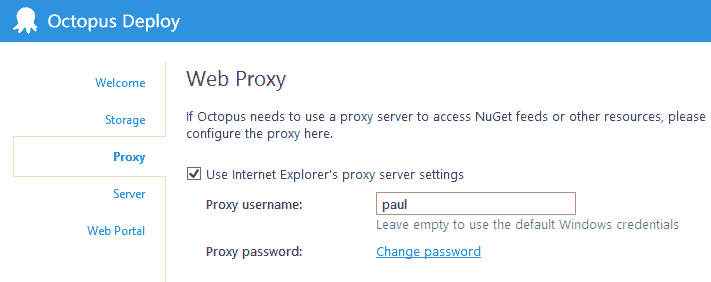 Octopus Deploy
Welcome
Storage
Proxy
Server
Web Portal
Web Proxy
If Octopus needs to use a proxy server to access NuGet feeds or other resources, please
configure the proxy here.
Use Internet Explorer's proxy server settings
Proxy username: paul
Leave empty to use the default Windows credentials
Proxy password: Change password